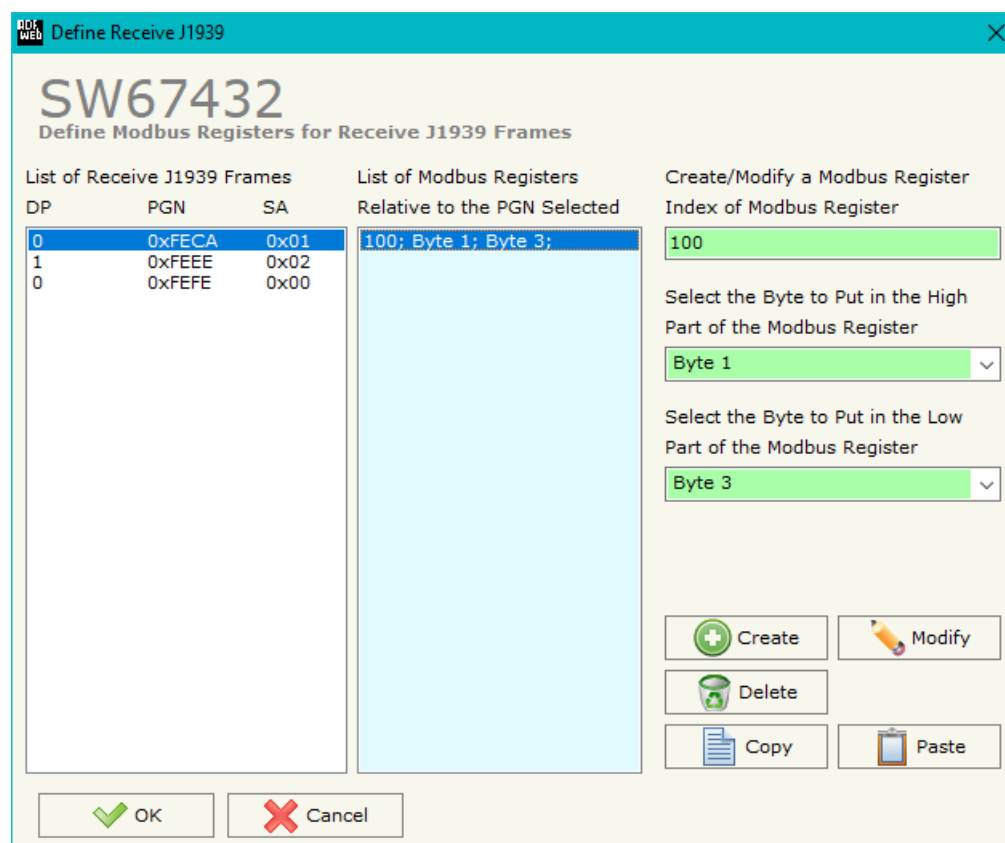 ADF
WEB
Define Receive J1939
SW67432
Define Modbus Registers for Receive J1939 Frames
List of Receive J1939 Frames
DP PGN SA
0 0xFECA 0x01
1 0xFEEE 0x02
0 0xFEFE 0x00
List of Modbus Registers
Relative to the PGN Selected
100; Byte 1; Byte 3;
Create/Modify a Modbus Register
Index of Modbus Register
100
Select the Byte to Put in the High
Part of the Modbus Register
Byte 1
Select the Byte to Put in the Low
Part of the Modbus Register
Byte 3
Create Modify
Delete
Copy Paste
OK Cancel